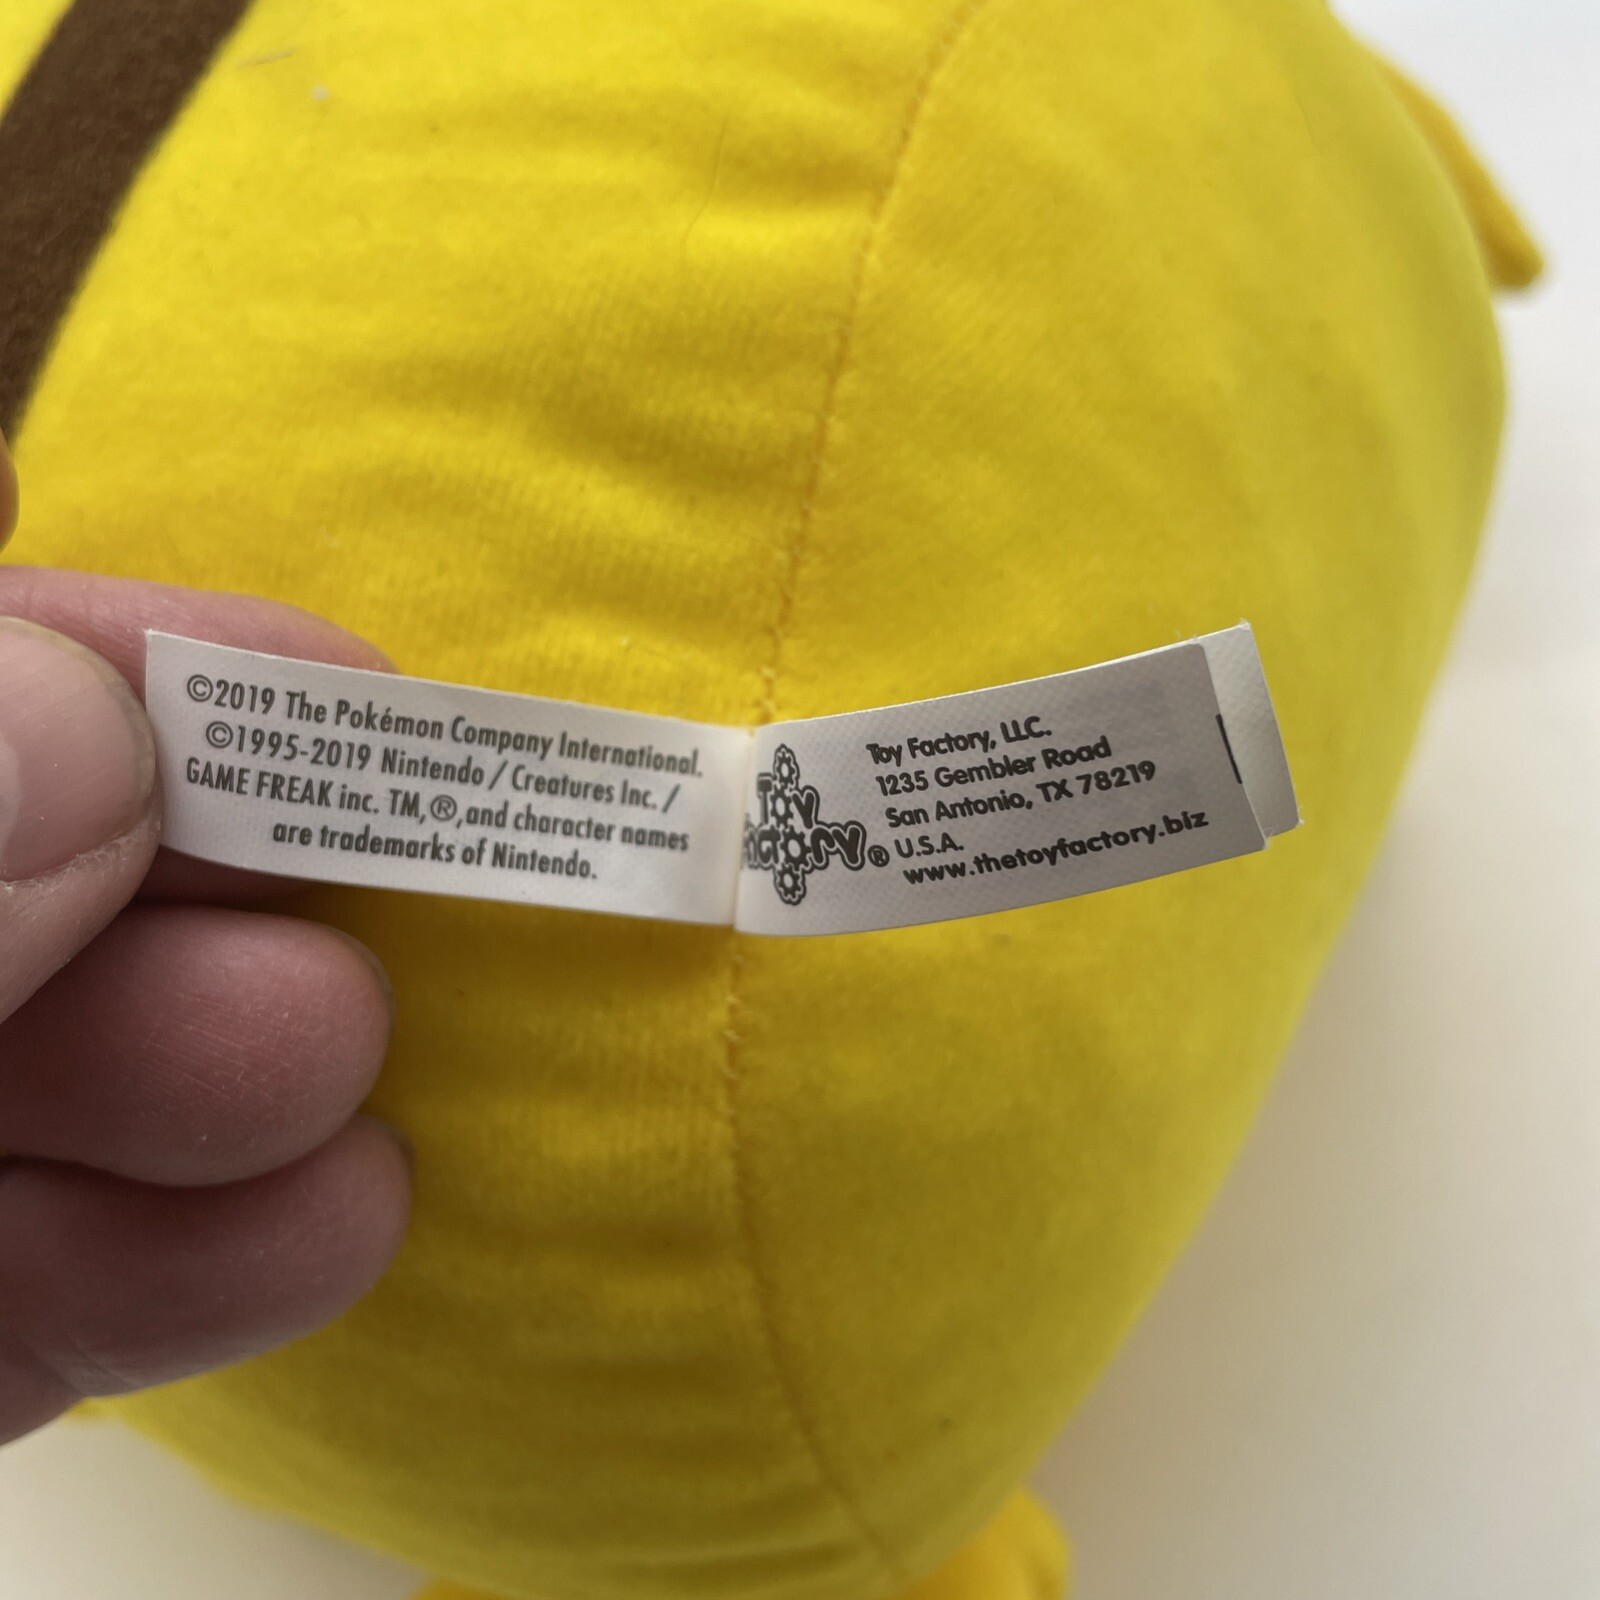 ©2019 The Pokémon Company International.
©1995-2019 Nintendo / Creatures Inc. /
GAME FREAK inc. TM,®,and character names
are trademarks of Nintendo.
Toy Factory®
Toy Factory, LLC.
1235 Gembler Road
San Antonio, TX 78219
U.S.A.
www.thetoyfactory.biz